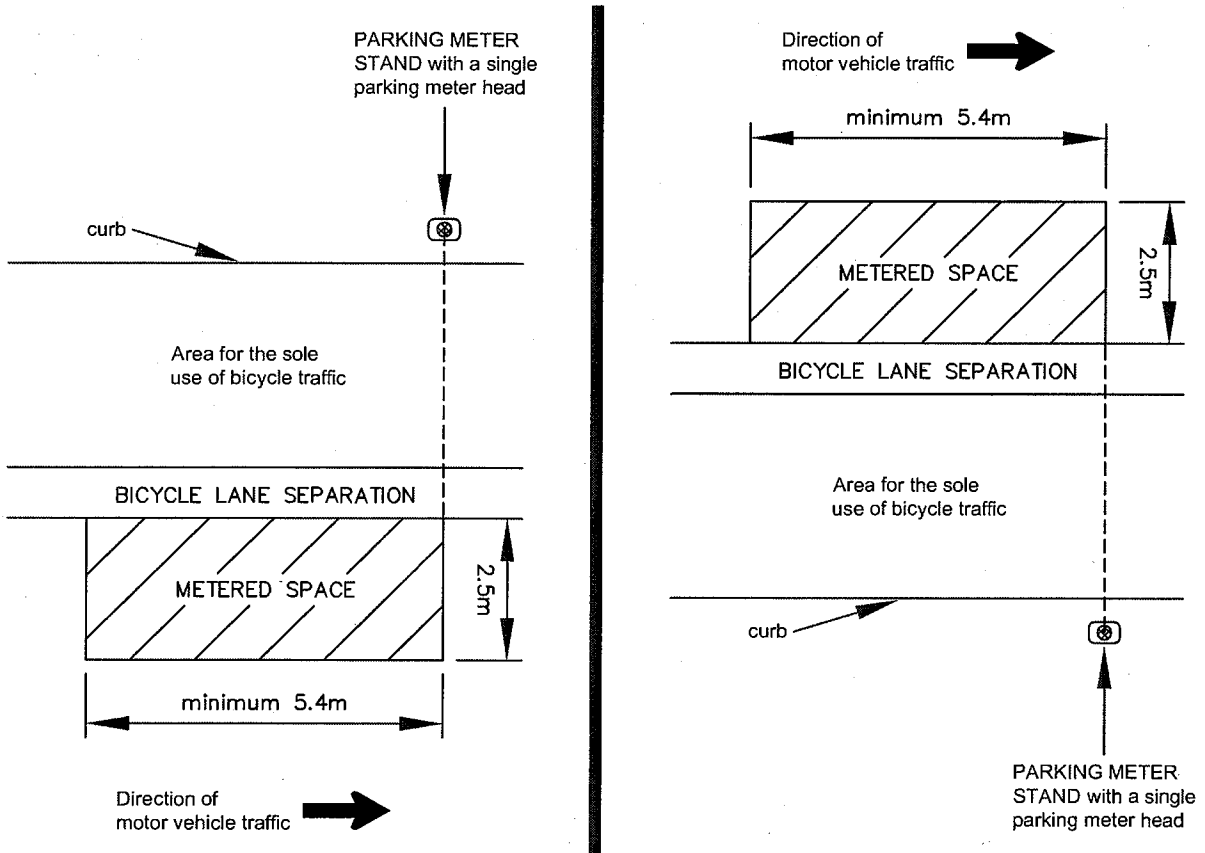 PARKING METER
STAND with a single
parking meter head
curb
Area for the sole
use of bicycle traffic
BICYCLE LANE SEPARATION
METERED SPACE
2.5m
minimum 5.4m
Direction of
motor vehicle traffic
Direction of
motor vehicle traffic
minimum 5.4m
METERED SPACE
2.5m
BICYCLE LANE SEPARATION
Area for the sole
use of bicycle traffic
curb
PARKING METER
STAND with a single
parking meter head